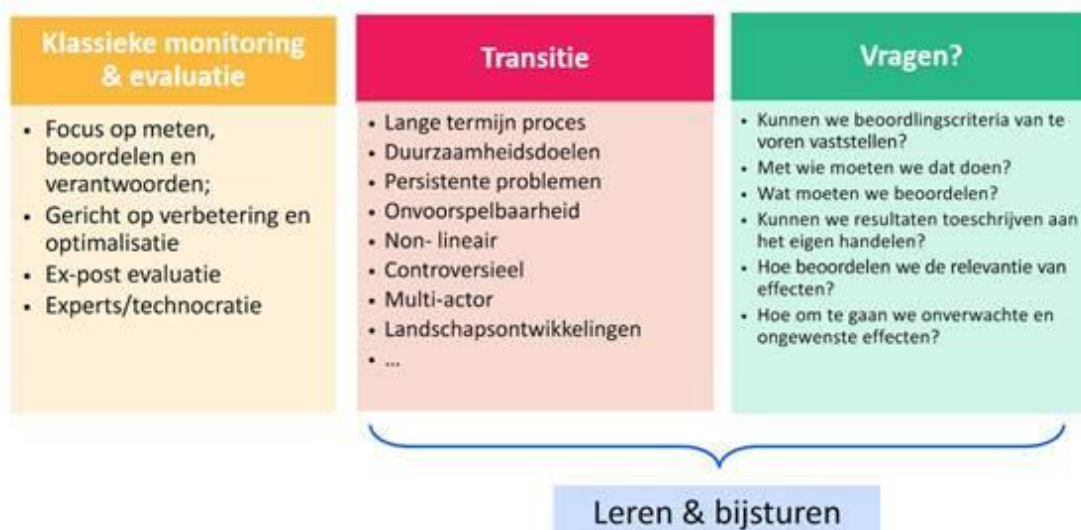 Klassieke monitoring
& evaluatie
• Focus op meten,
beoordelen en
verantwoorden;
• Gericht op verbetering en
optimalisatie
• Ex-post evaluatie
• Experts/technocratie
Transitie
• Lange termijn proces
• Duurzaamheidsdoelen
• Persistente problemen
• Onvoorspelbaarheid
• Non- lineair
• Controversieel
• Multi-actor
• Landschapsontwikkelingen
• ...
Vragen?
• Kunnen we beoordlingscriteria van te
voren vaststellen?
• Met wie moeten we dat doen?
• Wat moeten we beoordelen?
• Kunnen we resultaten toeschrijven aan
het eigen handelen?
• Hoe beoordelen we de relevantie van
effecten?
• Hoe om te gaan we onverwachte en
ongewenste effecten?
Leren & bijsturen